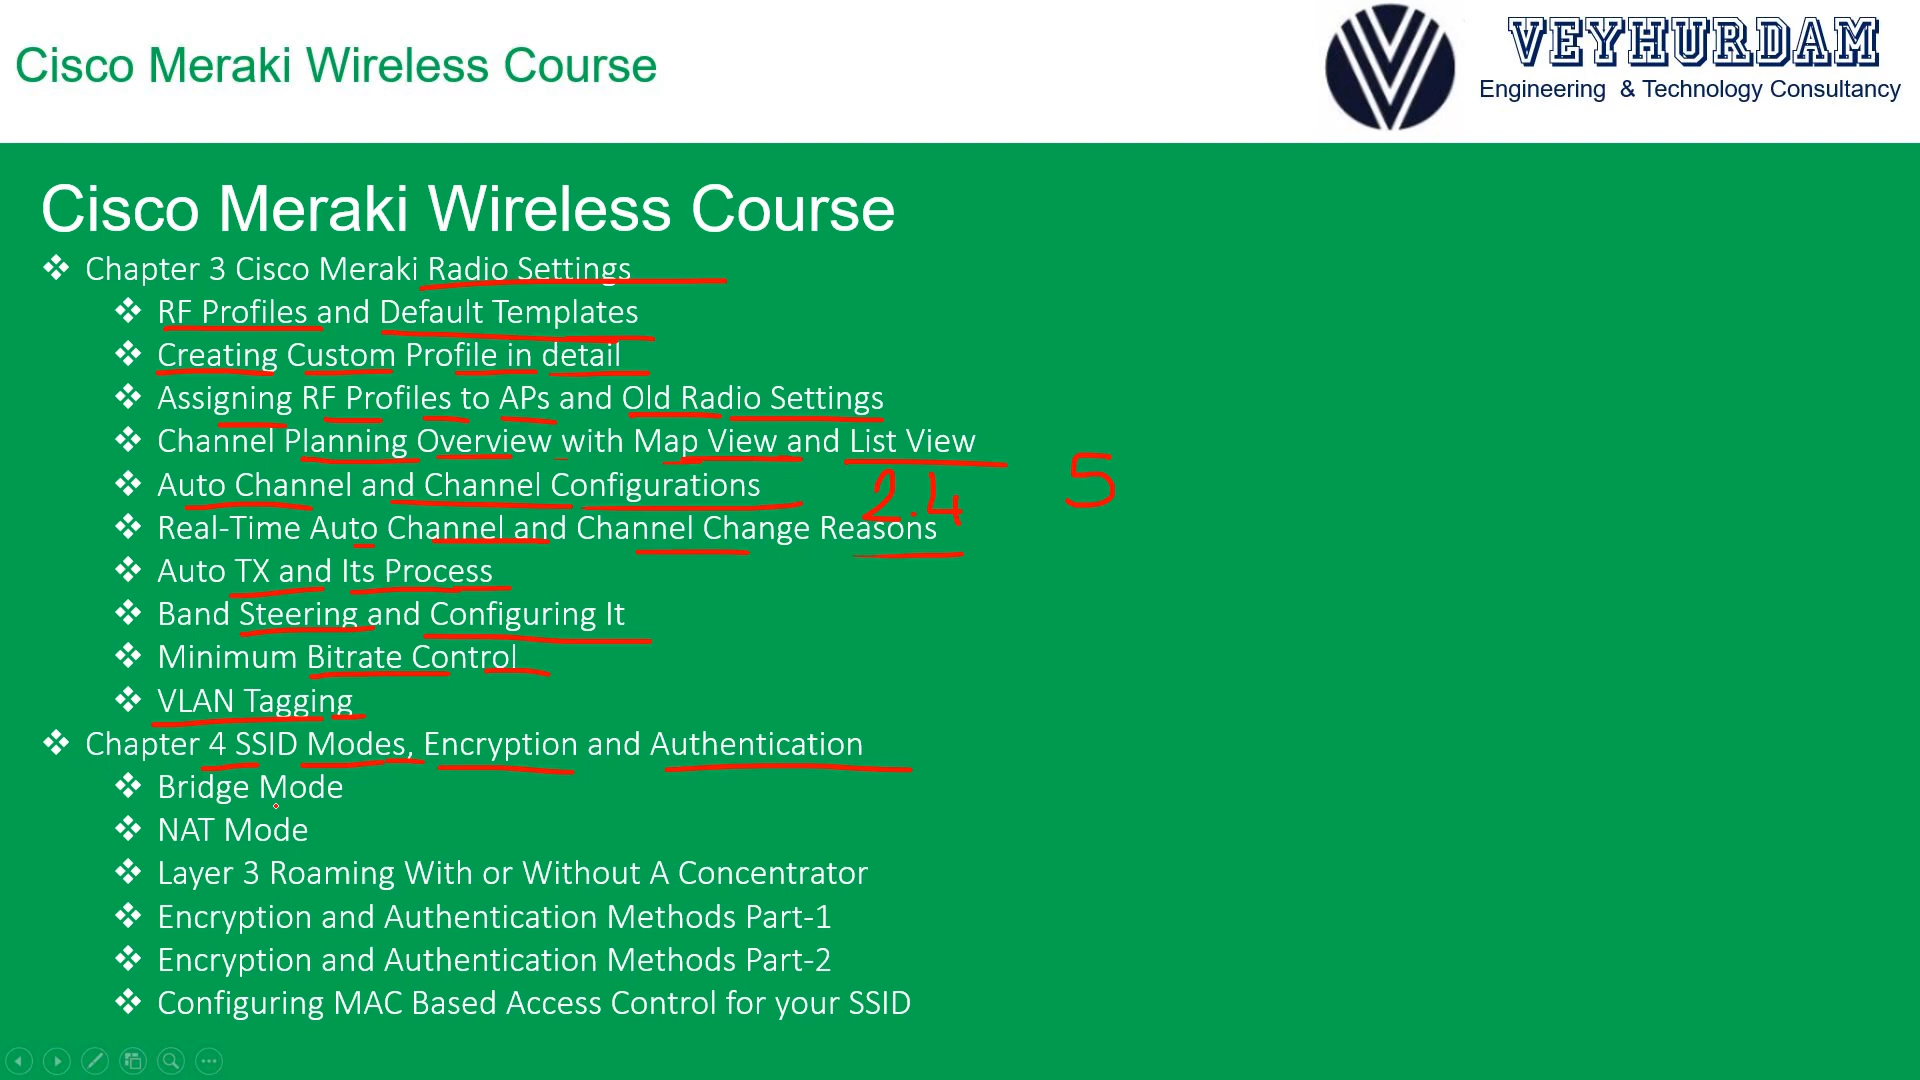 Cisco Meraki Wireless Course
VEYHURDAM
Engineering & Technology Consultancy
Cisco Meraki Wireless Course
Chapter 3 Cisco Meraki Radio Settings
RF Profiles and Default Templates
Creating Custom Profile in detail
Assigning RF Profiles to APs and Old Radio Settings
Channel Planning Overview with Map View and List View
5
Auto Channel and Channel Configurations
2.4
Real-Time Auto Channel and Channel Change Reasons
Auto TX and Its Process
Band Steering and Configuring It
Minimum Bitrate Control
VLAN Tagging
Chapter 4 SSID Modes, Encryption and Authentication
Bridge Mode
NAT Mode
Layer 3 Roaming With or Without A Concentrator
Encryption and Authentication Methods Part-1
Encryption and Authentication Methods Part-2
Configuring MAC Based Access Control for your SSID